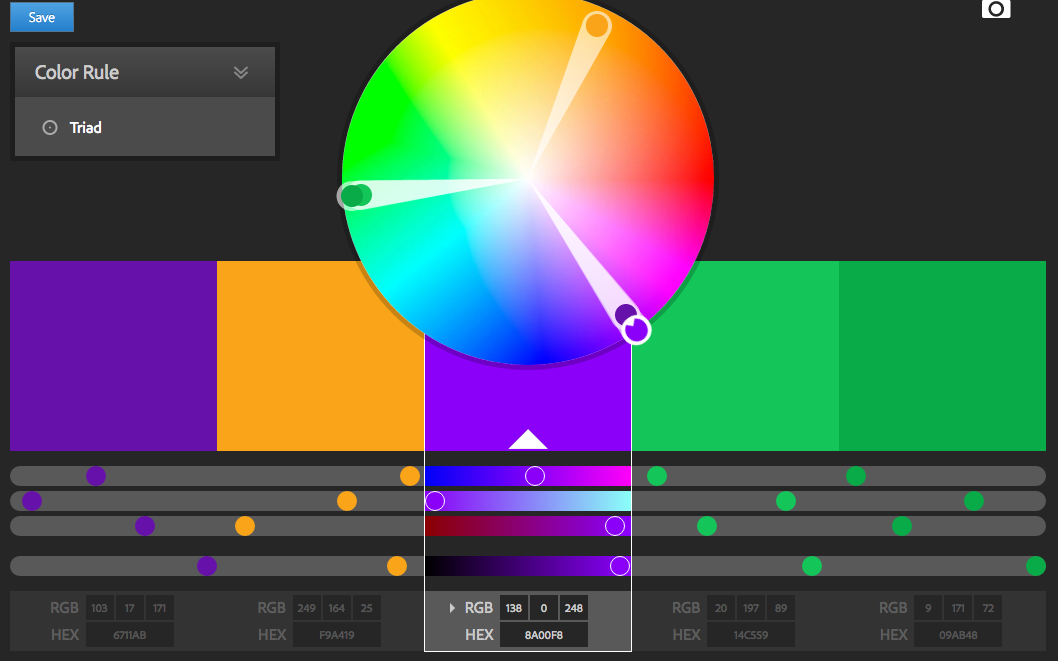 Save
Color Rule
Triad
RGB 103 17 171 RGB 249 164 25 RGB 138 0 248 RGB 20 197 89 RGB 9 171 72
HEX 6711AB HEX F9A419 HEX 8A00F8 HEX 14C559 HEX 09AB48